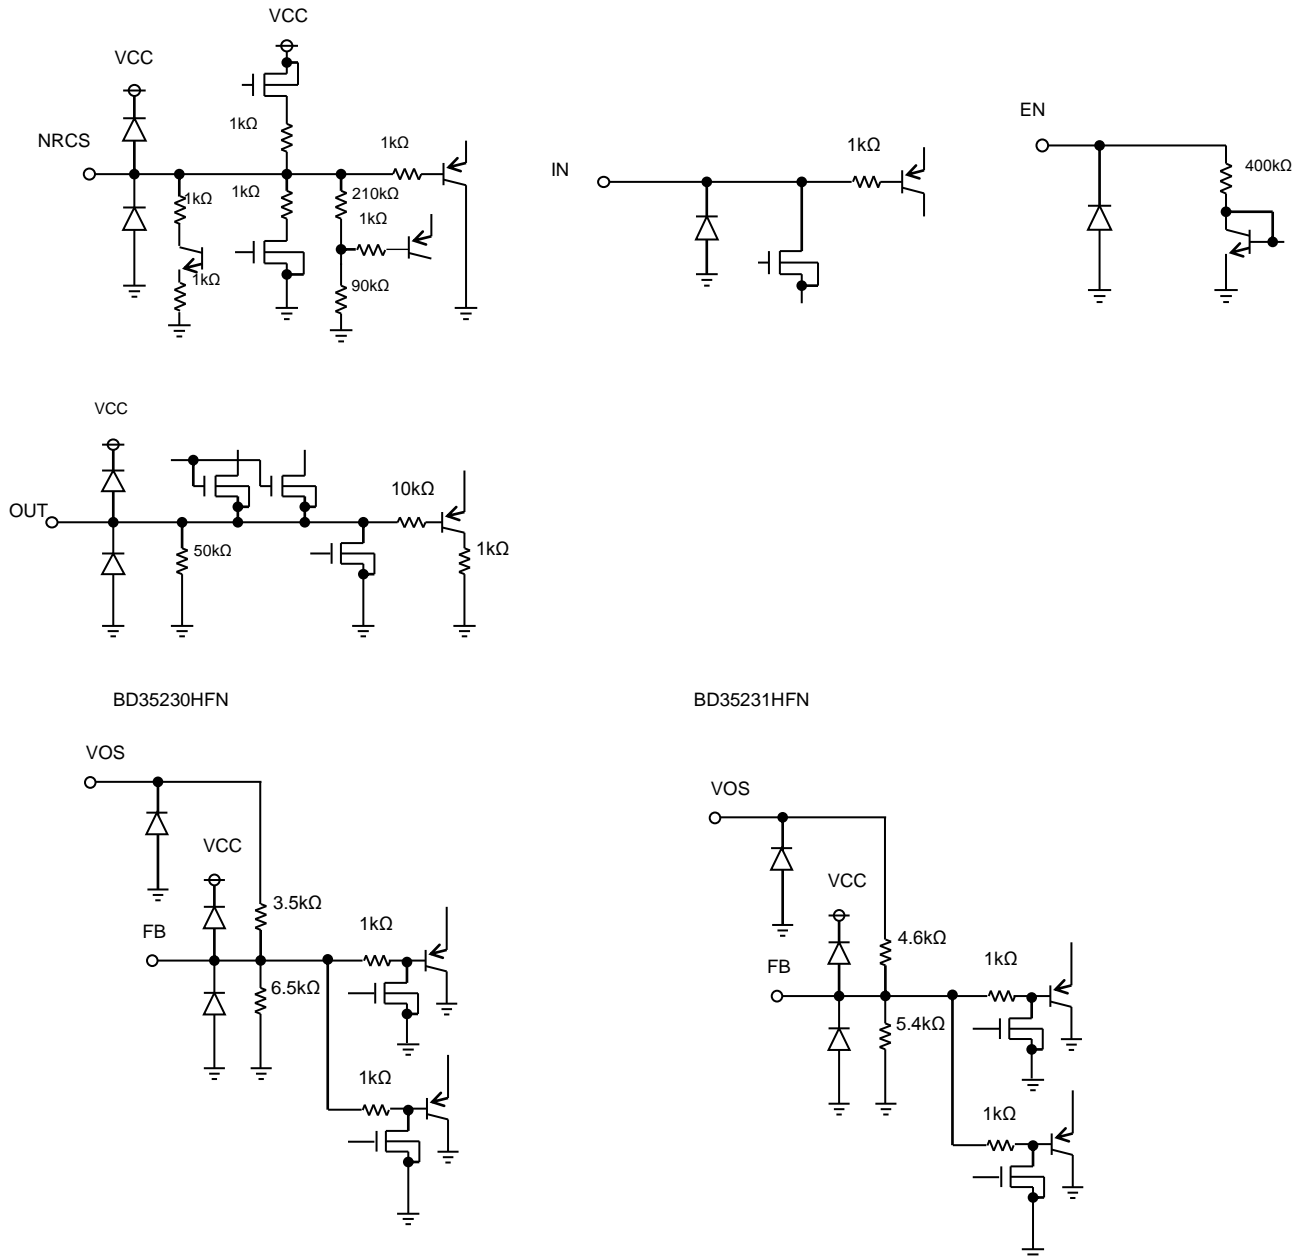 VCC
VCC
NRCS
1kΩ
1kΩ
1kΩ
1kΩ
210kΩ
1kΩ
1kΩ
90kΩ
IN
1kΩ
EN
400kΩ
VCC
OUT
50kΩ
10kΩ
1kΩ
BD35230HFN
VOS
VCC
FB
3.5kΩ
6.5kΩ
1kΩ
1kΩ
BD35231HFN
VOS
VCC
FB
4.6kΩ
5.4kΩ
1kΩ
1kΩ